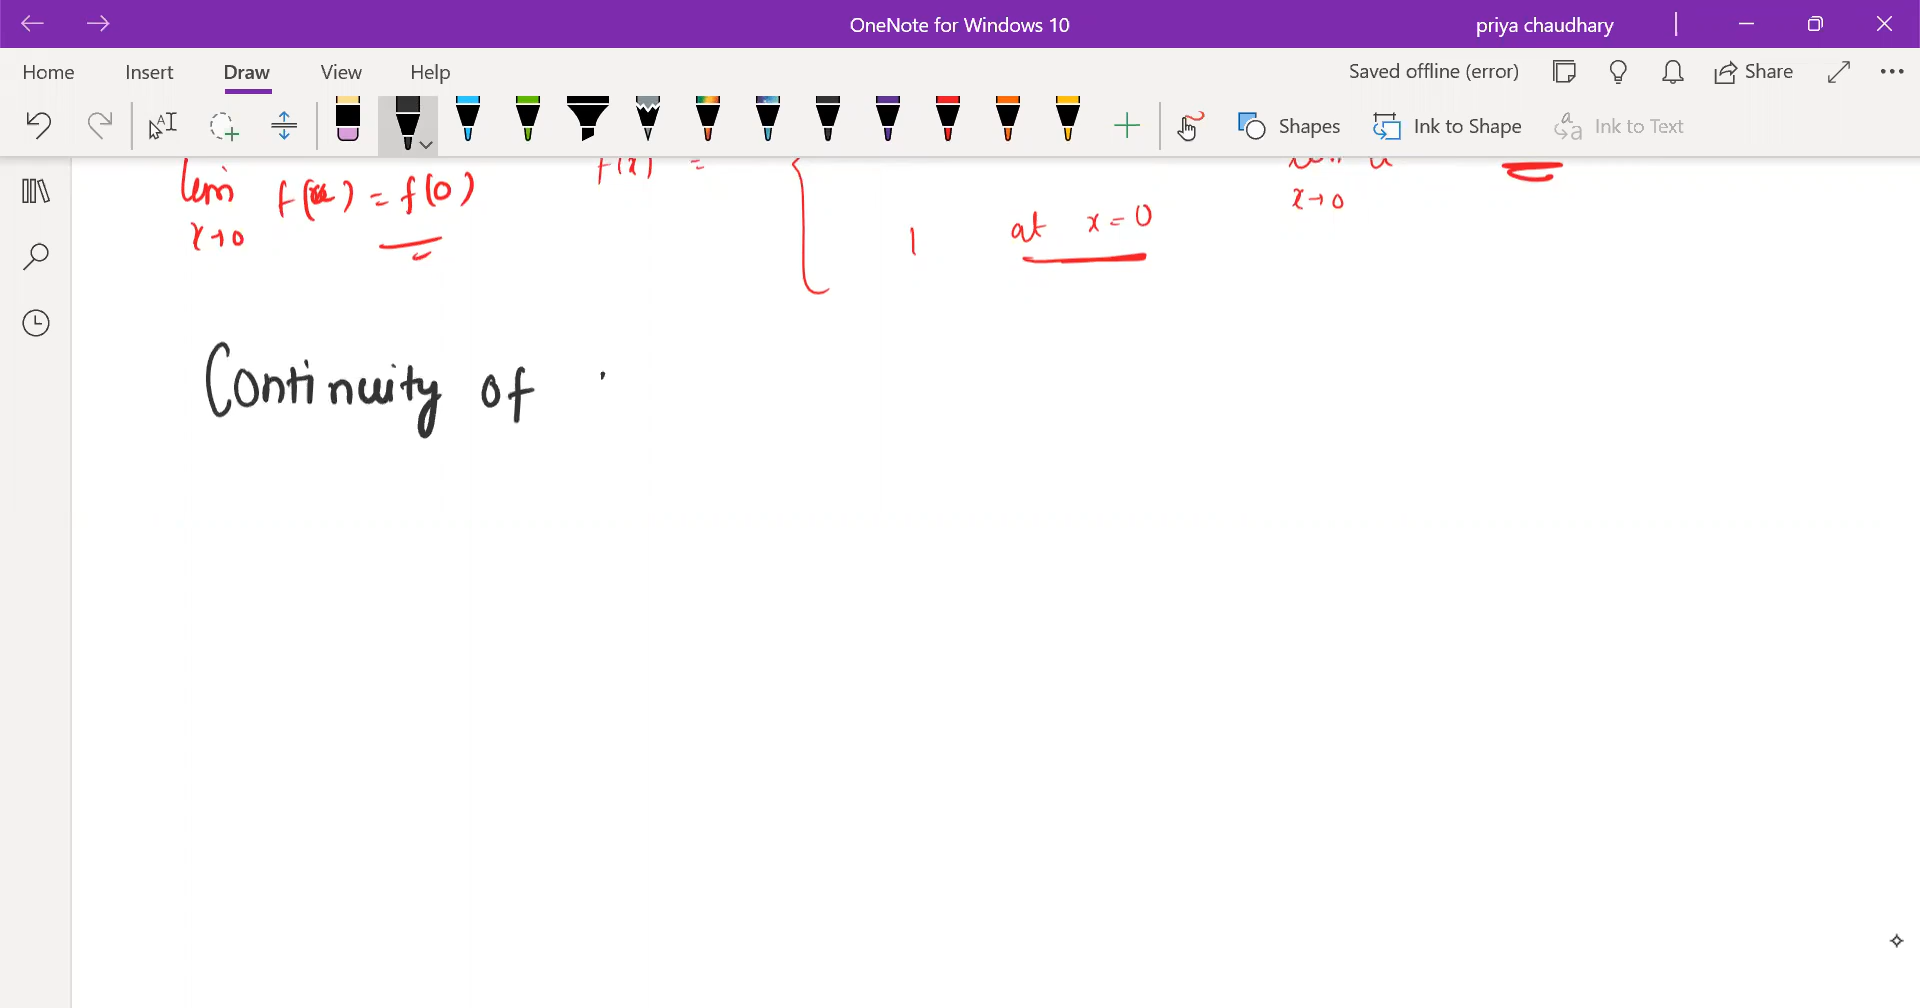 OneNote for Windows 10
priya chaudhary
Home Insert Draw View Help
Saved offline (error) Share
Shapes Ink to Shape Ink to Text
f(x) =
lim f(x) = f(0)
x→0
1 at x = 0
x→0
Continuity of